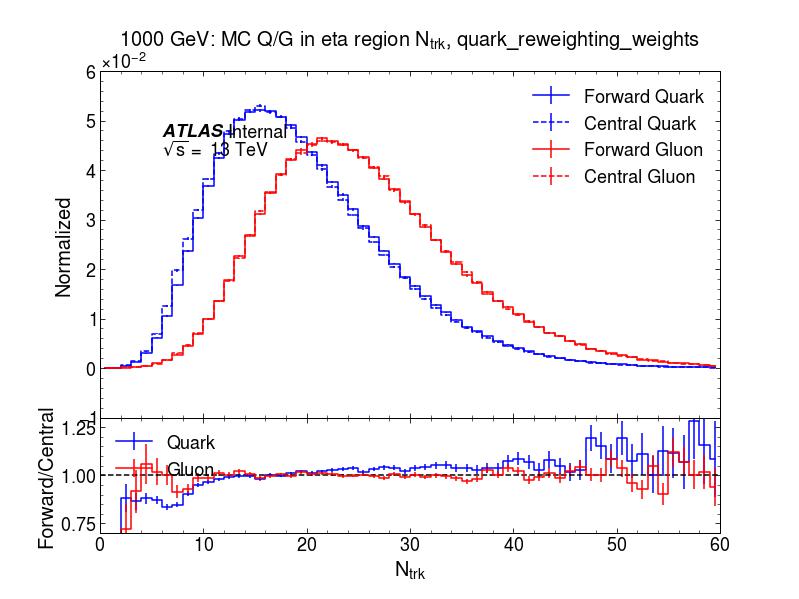 1000 GeV: MC Q/G in eta region N_trk, quark_reweighting_weights
×10⁻²
6
5
4
3
2
1
0
−1
Normalized
ATLAS Internal
√s = 13 TeV
Forward Quark
Central Quark
Forward Gluon
Central Gluon
1.25
1.00
0.75
Forward/Central
Quark
Gluon
0 10 20 30 40 50 60
N_trk